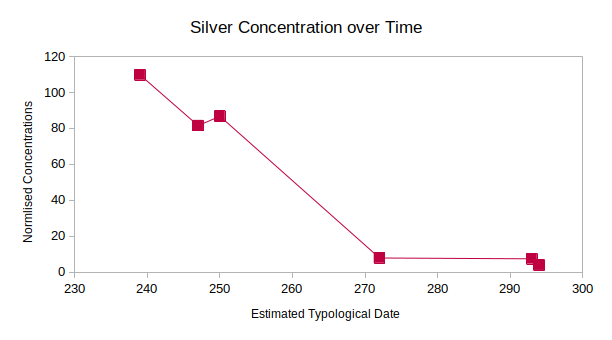 Silver Concentration over Time
120
100
80
60
40
20
0
Normlised Concentrations
230 240 250 260 270 280 290 300
Estimated Typological Date